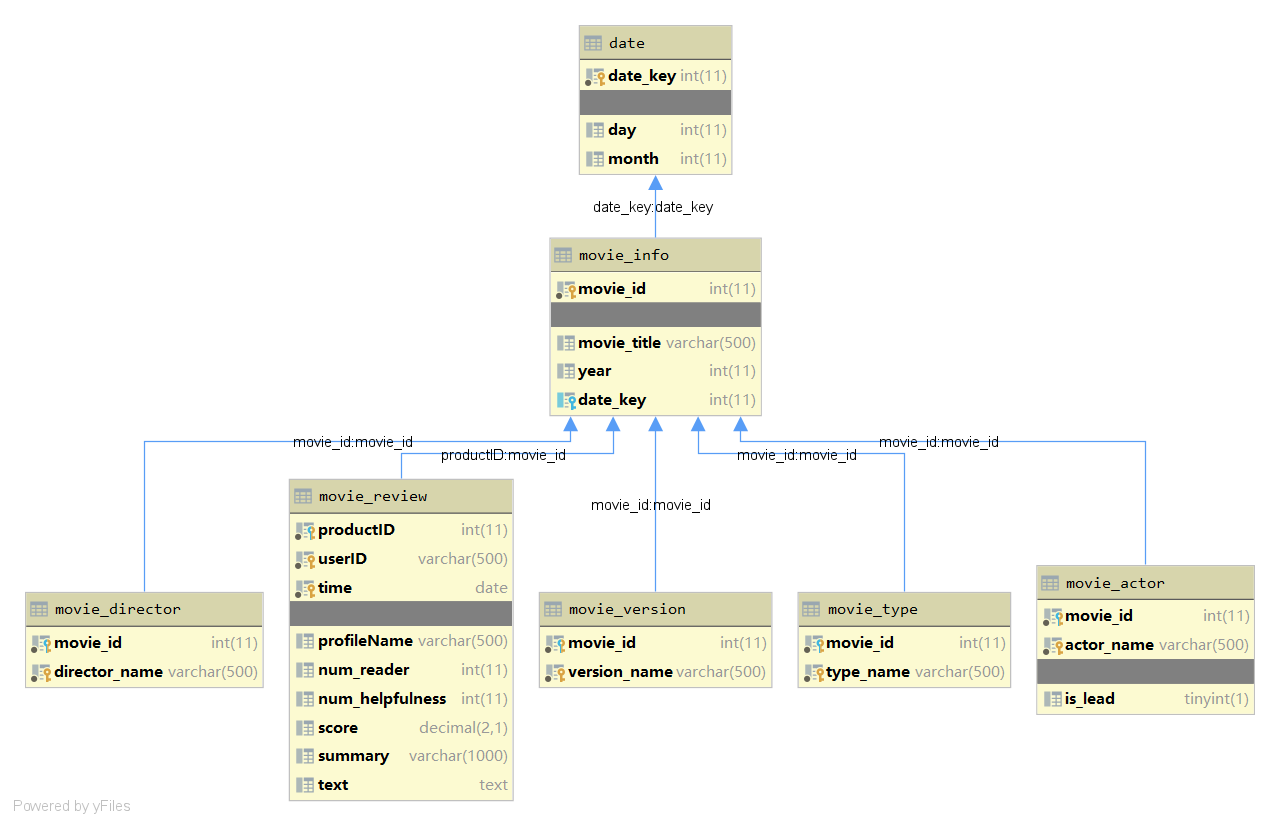 date
date_key int(11)
day int(11)
month int(11)
date_key:date_key
movie_info
movie_id int(11)
movie_title varchar(500)
year int(11)
date_key int(11)
movie_id:movie_id
productID:movie_id
movie_id:movie_id
movie_id:movie_id
movie_id:movie_id
movie_review
productID int(11)
userID varchar(500)
time date
profileName varchar(500)
num_reader int(11)
num_helpfulness int(11)
score decimal(2,1)
summary varchar(1000)
text text
movie_director
movie_id int(11)
director_name varchar(500)
movie_version
movie_id int(11)
version_name varchar(500)
movie_type
movie_id int(11)
type_name varchar(500)
movie_actor
movie_id int(11)
actor_name varchar(500)
is_lead tinyint(1)
Powered by yFiles